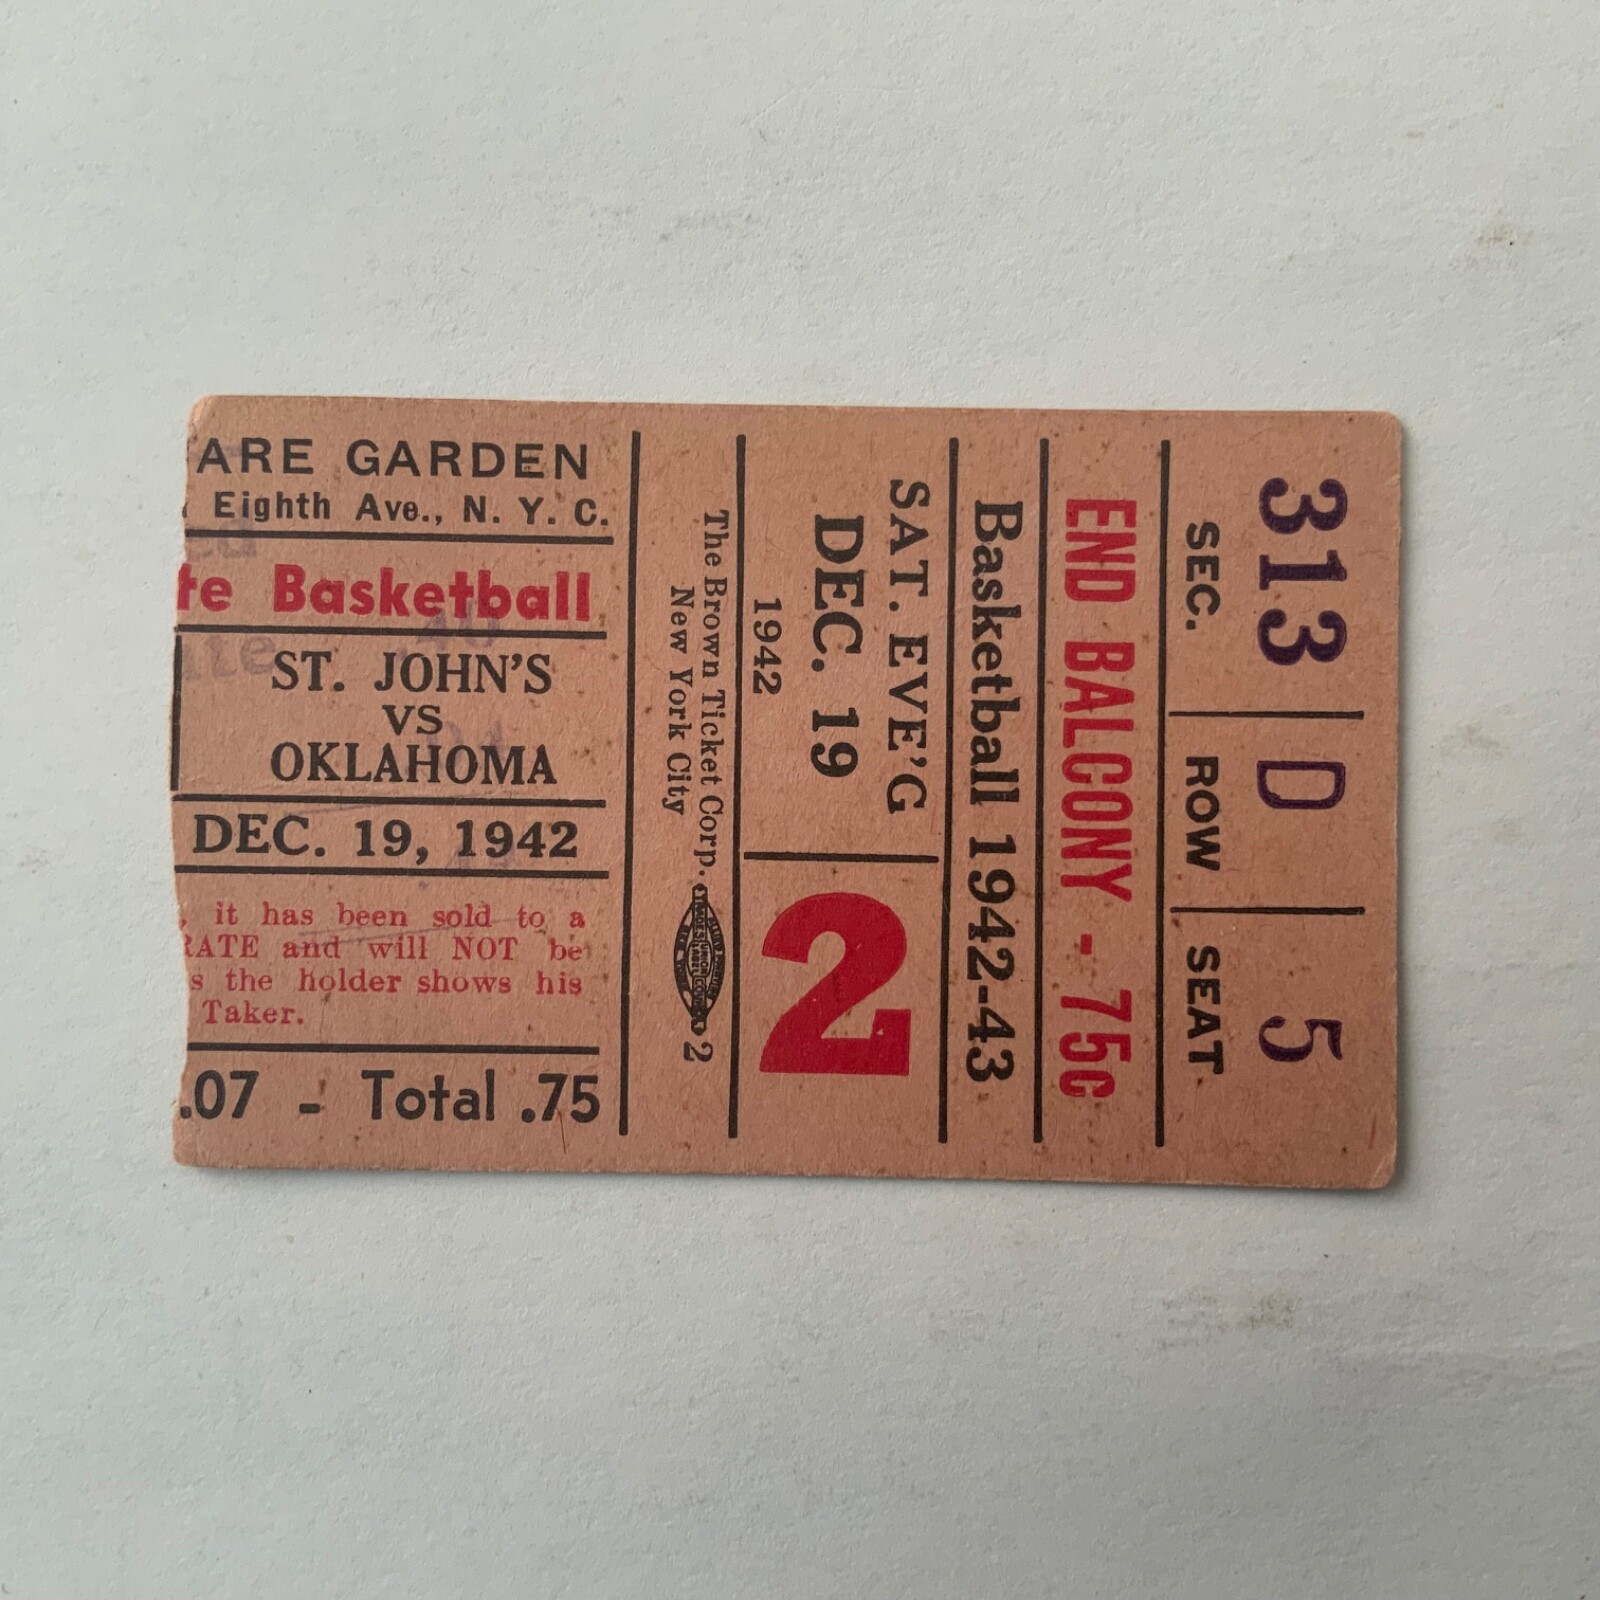 ARE GARDEN
Eighth Ave., N. Y. C.
te Basketball
ST. JOHN'S
VS
OKLAHOMA
DEC. 19, 1942
, it has been sold to a
RATE and will NOT be
s the holder shows his
Taker.
.07 - Total .75
The Brown Ticket Corp.
New York City
2
SAT. EVE'G
DEC. 19
1942
2
Basketball 1942-43
END BALCONY - 75c
313 D 5
SEC. ROW SEAT